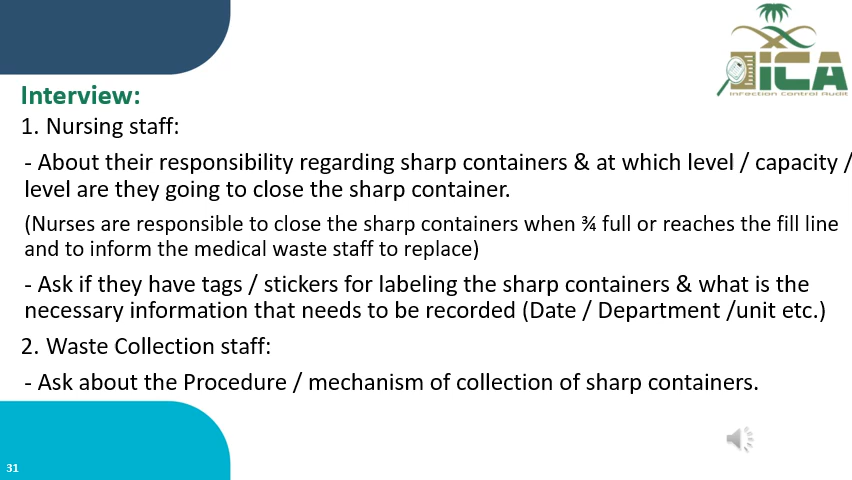 iCA
Infection Control Audit
Interview:
1. Nursing staff:
- About their responsibility regarding sharp containers & at which level / capacity /
level are they going to close the sharp container.
(Nurses are responsible to close the sharp containers when ¾ full or reaches the fill line
and to inform the medical waste staff to replace)
- Ask if they have tags / stickers for labeling the sharp containers & what is the
necessary information that needs to be recorded (Date / Department /unit etc.)
2. Waste Collection staff:
- Ask about the Procedure / mechanism of collection of sharp containers.
31